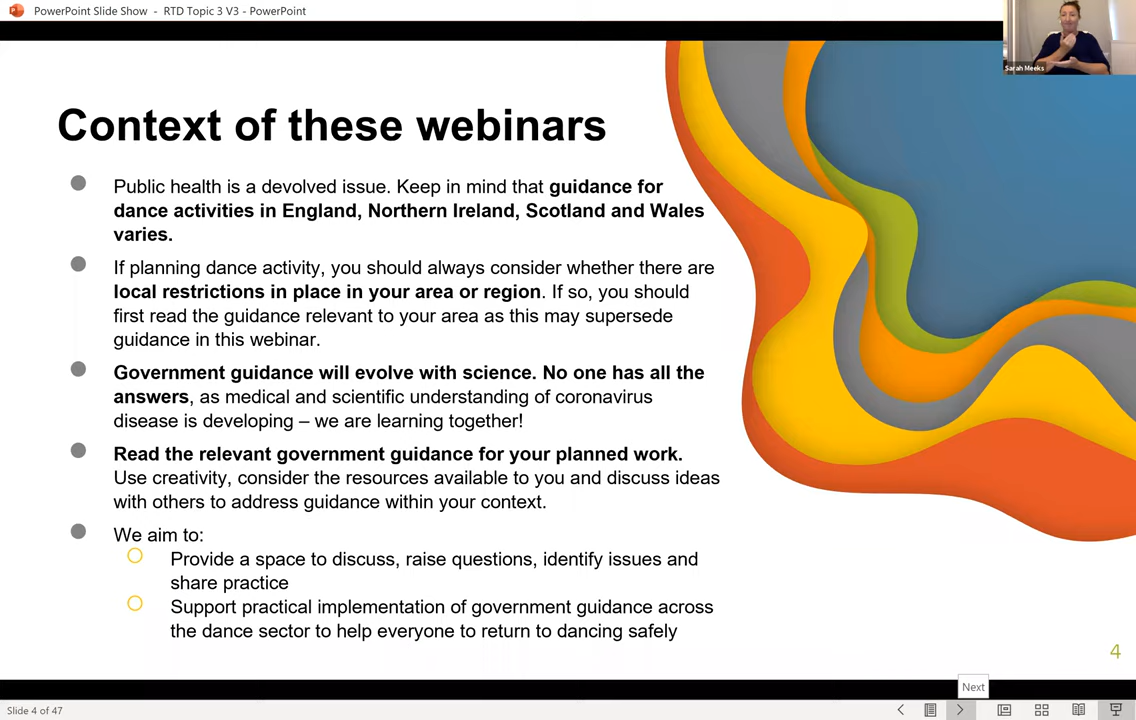 PowerPoint Slide Show - RTD Topic 3 V3 - PowerPoint
Sarah Meeks
Context of these webinars
Public health is a devolved issue. Keep in mind that guidance for
dance activities in England, Northern Ireland, Scotland and Wales
varies.
If planning dance activity, you should always consider whether there are
local restrictions in place in your area or region. If so, you should
first read the guidance relevant to your area as this may supersede
guidance in this webinar.
Government guidance will evolve with science. No one has all the
answers, as medical and scientific understanding of coronavirus
disease is developing – we are learning together!
Read the relevant government guidance for your planned work.
Use creativity, consider the resources available to you and discuss ideas
with others to address guidance within your context.
We aim to:
Provide a space to discuss, raise questions, identify issues and
share practice
Support practical implementation of government guidance across
the dance sector to help everyone to return to dancing safely
4
Next
Slide 4 of 47